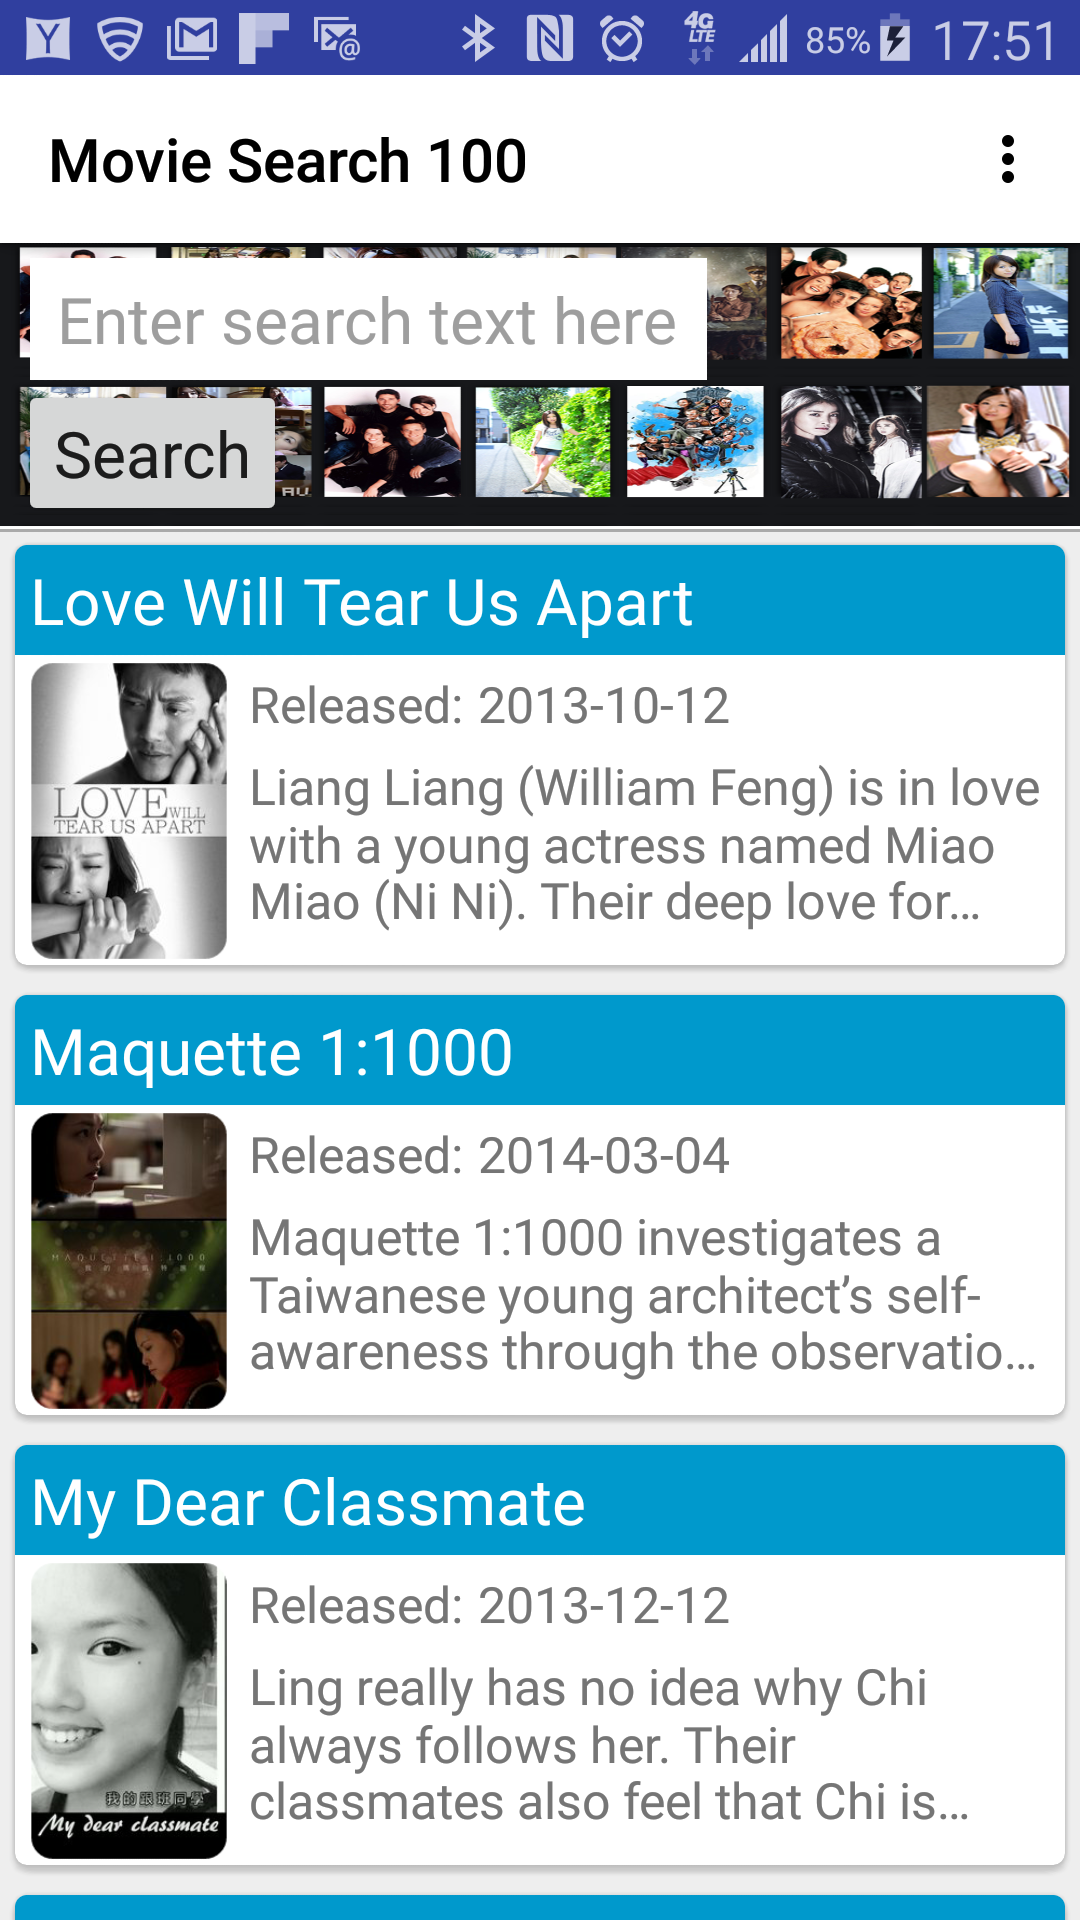 4G
LTE
85%
17:51
Movie Search 100
Enter search text here
Search
AU
Love Will Tear Us Apart
LOVE WILL
TEAR US APART
Released: 2013-10-12
Liang Liang (William Feng) is in love
with a young actress named Miao
Miao (Ni Ni). Their deep love for...
Maquette 1:1000
MAQUETTE 1:1000
Released: 2014-03-04
Maquette 1:1000 investigates a
Taiwanese young architect’s self-
awareness through the observatio...
My Dear Classmate
我的跟班同學
My dear classmate
Released: 2013-12-12
Ling really has no idea why Chi
always follows her. Their
classmates also feel that Chi is...